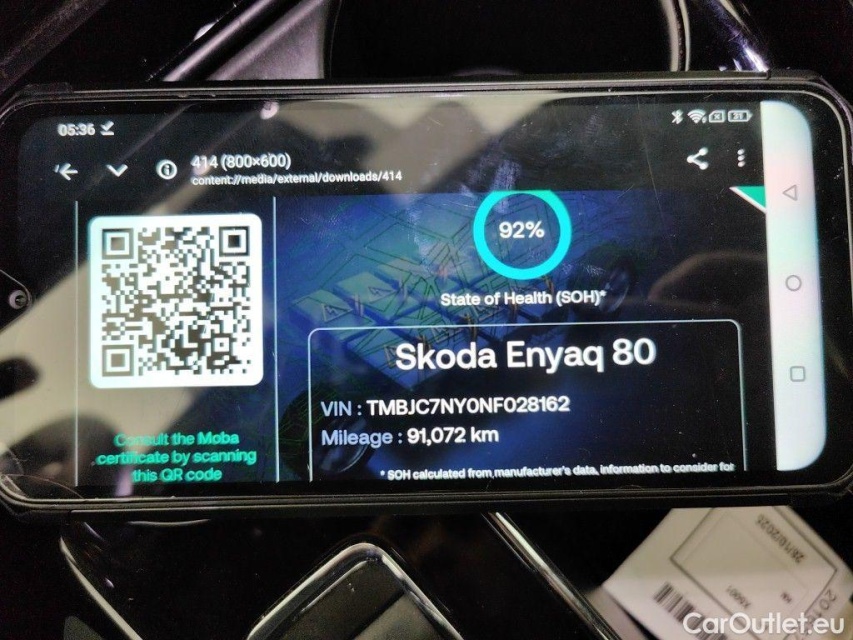 05:36
414 (800×600)
content://media/external/downloads/414
92%
State of Health (SOH)*
Skoda Enyaq 80
VIN : TMBJC7NY0NF028162
Mileage : 91,072 km
* SOH calculated from manufacturer's data, information to consider for
Consult the Moba
certificate by scanning
this QR code
CarOutlet.eu